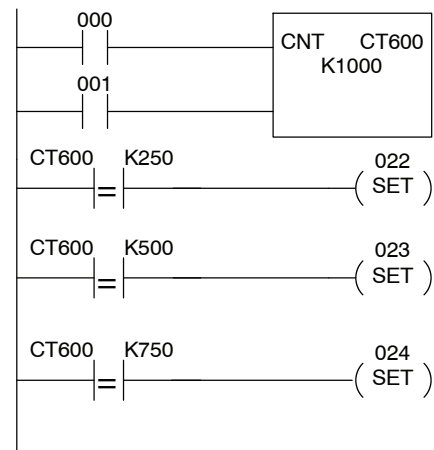 000
CNT CT600
K1000
001
CT600 K250
022
= SET
CT600 K500
023
= SET
CT600 K750
024
= SET